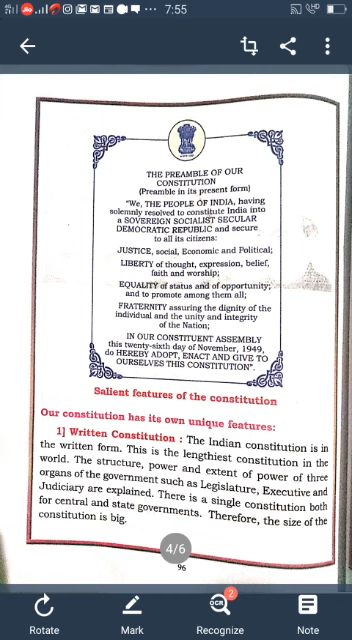 Jio
7:55
HD
THE PREAMBLE OF OUR
CONSTITUTION
(Preamble in its present form)
"We, THE PEOPLE OF INDIA, having
solemnly resolved to constitute India into
a SOVEREIGN SOCIALIST SECULAR
DEMOCRATIC REPUBLIC and secure
to all its citizens:
JUSTICE, social, Economic and Political;
LIBERTY of thought, expression, belief,
faith and worship;
EQUALITY of status and of opportunity;
and to promote among them all;
FRATERNITY assuring the dignity of the
individual and the unity and integrity
of the Nation;
IN OUR CONSTITUENT ASSEMBLY
this twenty-sixth day of November, 1949,
do HEREBY ADOPT, ENACT AND GIVE TO
OURSELVES THIS CONSTITUTION".
Salient features of the constitution
Our constitution has its own unique features:
1] Written Constitution : The Indian constitution is in
the written form. This is the lengthiest constitution in the
world. The structure, power and extent of power of three
organs of the government such as Legislature, Executive and
Judiciary are explained. There is a single constitution both
for central and state governments. Therefore, the size of the
constitution is big.
4/6
96
OCR
2
Rotate
Mark
Recognize
Note